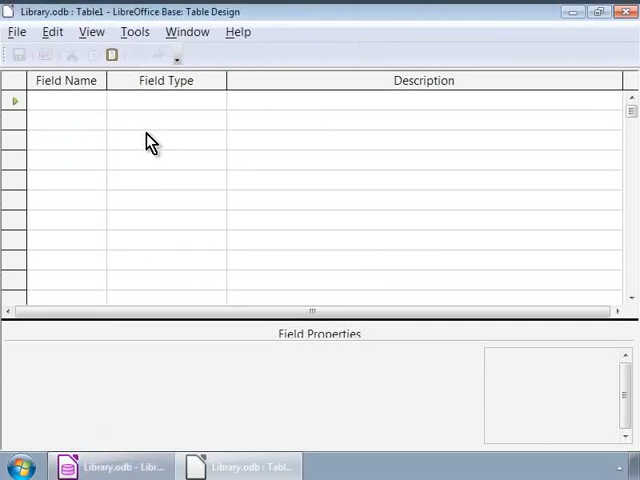 Library.odb : Table1 - LibreOffice Base: Table Design
File Edit View Tools Window Help
Field Name Field Type Description
Field Properties
Library.odb - Libr... Library.odb : Tabl...